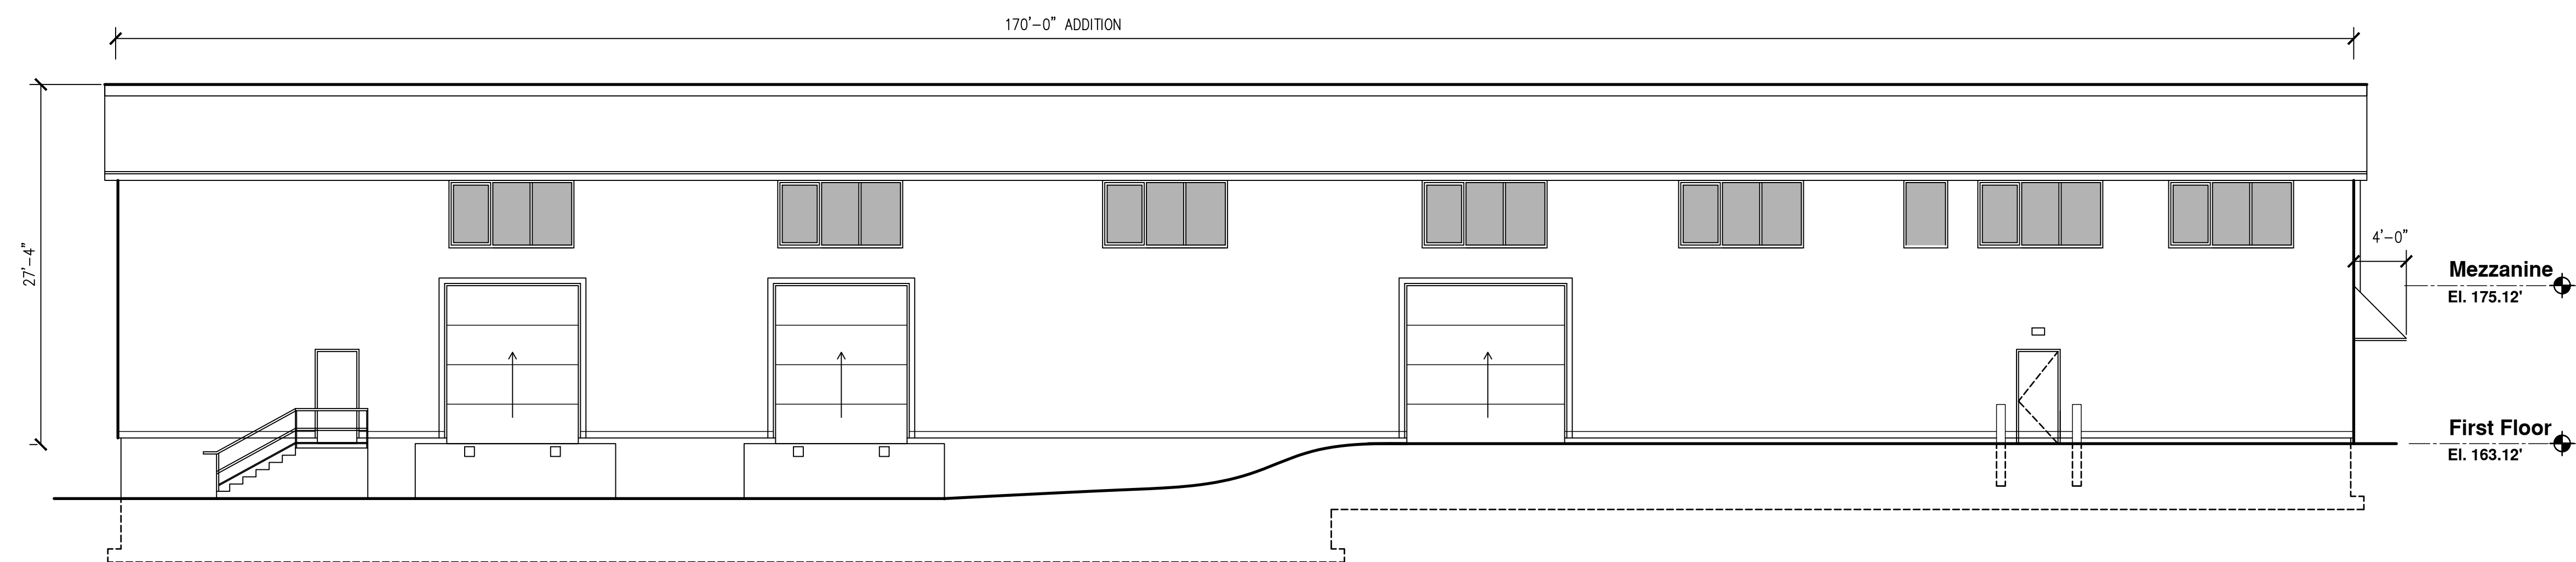 170'-0" ADDITION
27'-4"
4'-0"
Mezzanine
El. 175.12'
First Floor
El. 163.12'